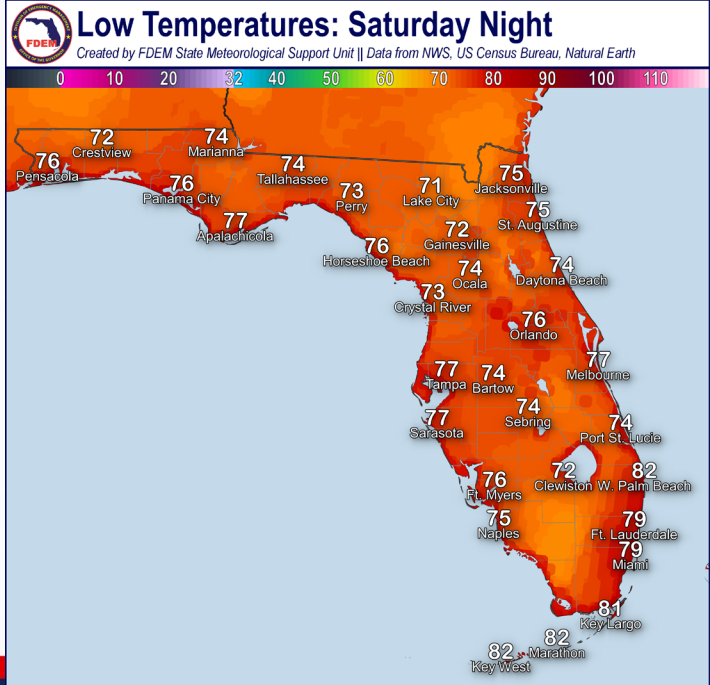 Low Temperatures: Saturday Night
Created by FDEM State Meteorological Support Unit || Data from NWS, US Census Bureau, Natural Earth
FDEM
0 10 20 32 40 50 60 70 80 90 100 110
72
Crestview
74
Marianna
76
Pensacola
74
Tallahassee
76
Panama City
73
Perry
71
Lake City
75
Jacksonville
77
Apalachicola
75
St. Augustine
72
Gainesville
76
Horseshoe Beach
74
Ocala
74
Daytona Beach
73
Crystal River
76
Orlando
77
Melbourne
77
Tampa
74
Bartow
74
Sebring
77
Sarasota
74
Port St. Lucie
72
Clewiston
82
W. Palm Beach
76
Ft. Myers
75
Naples
79
Ft. Lauderdale
79
Miami
81
Key Largo
82
Marathon
82
Key West